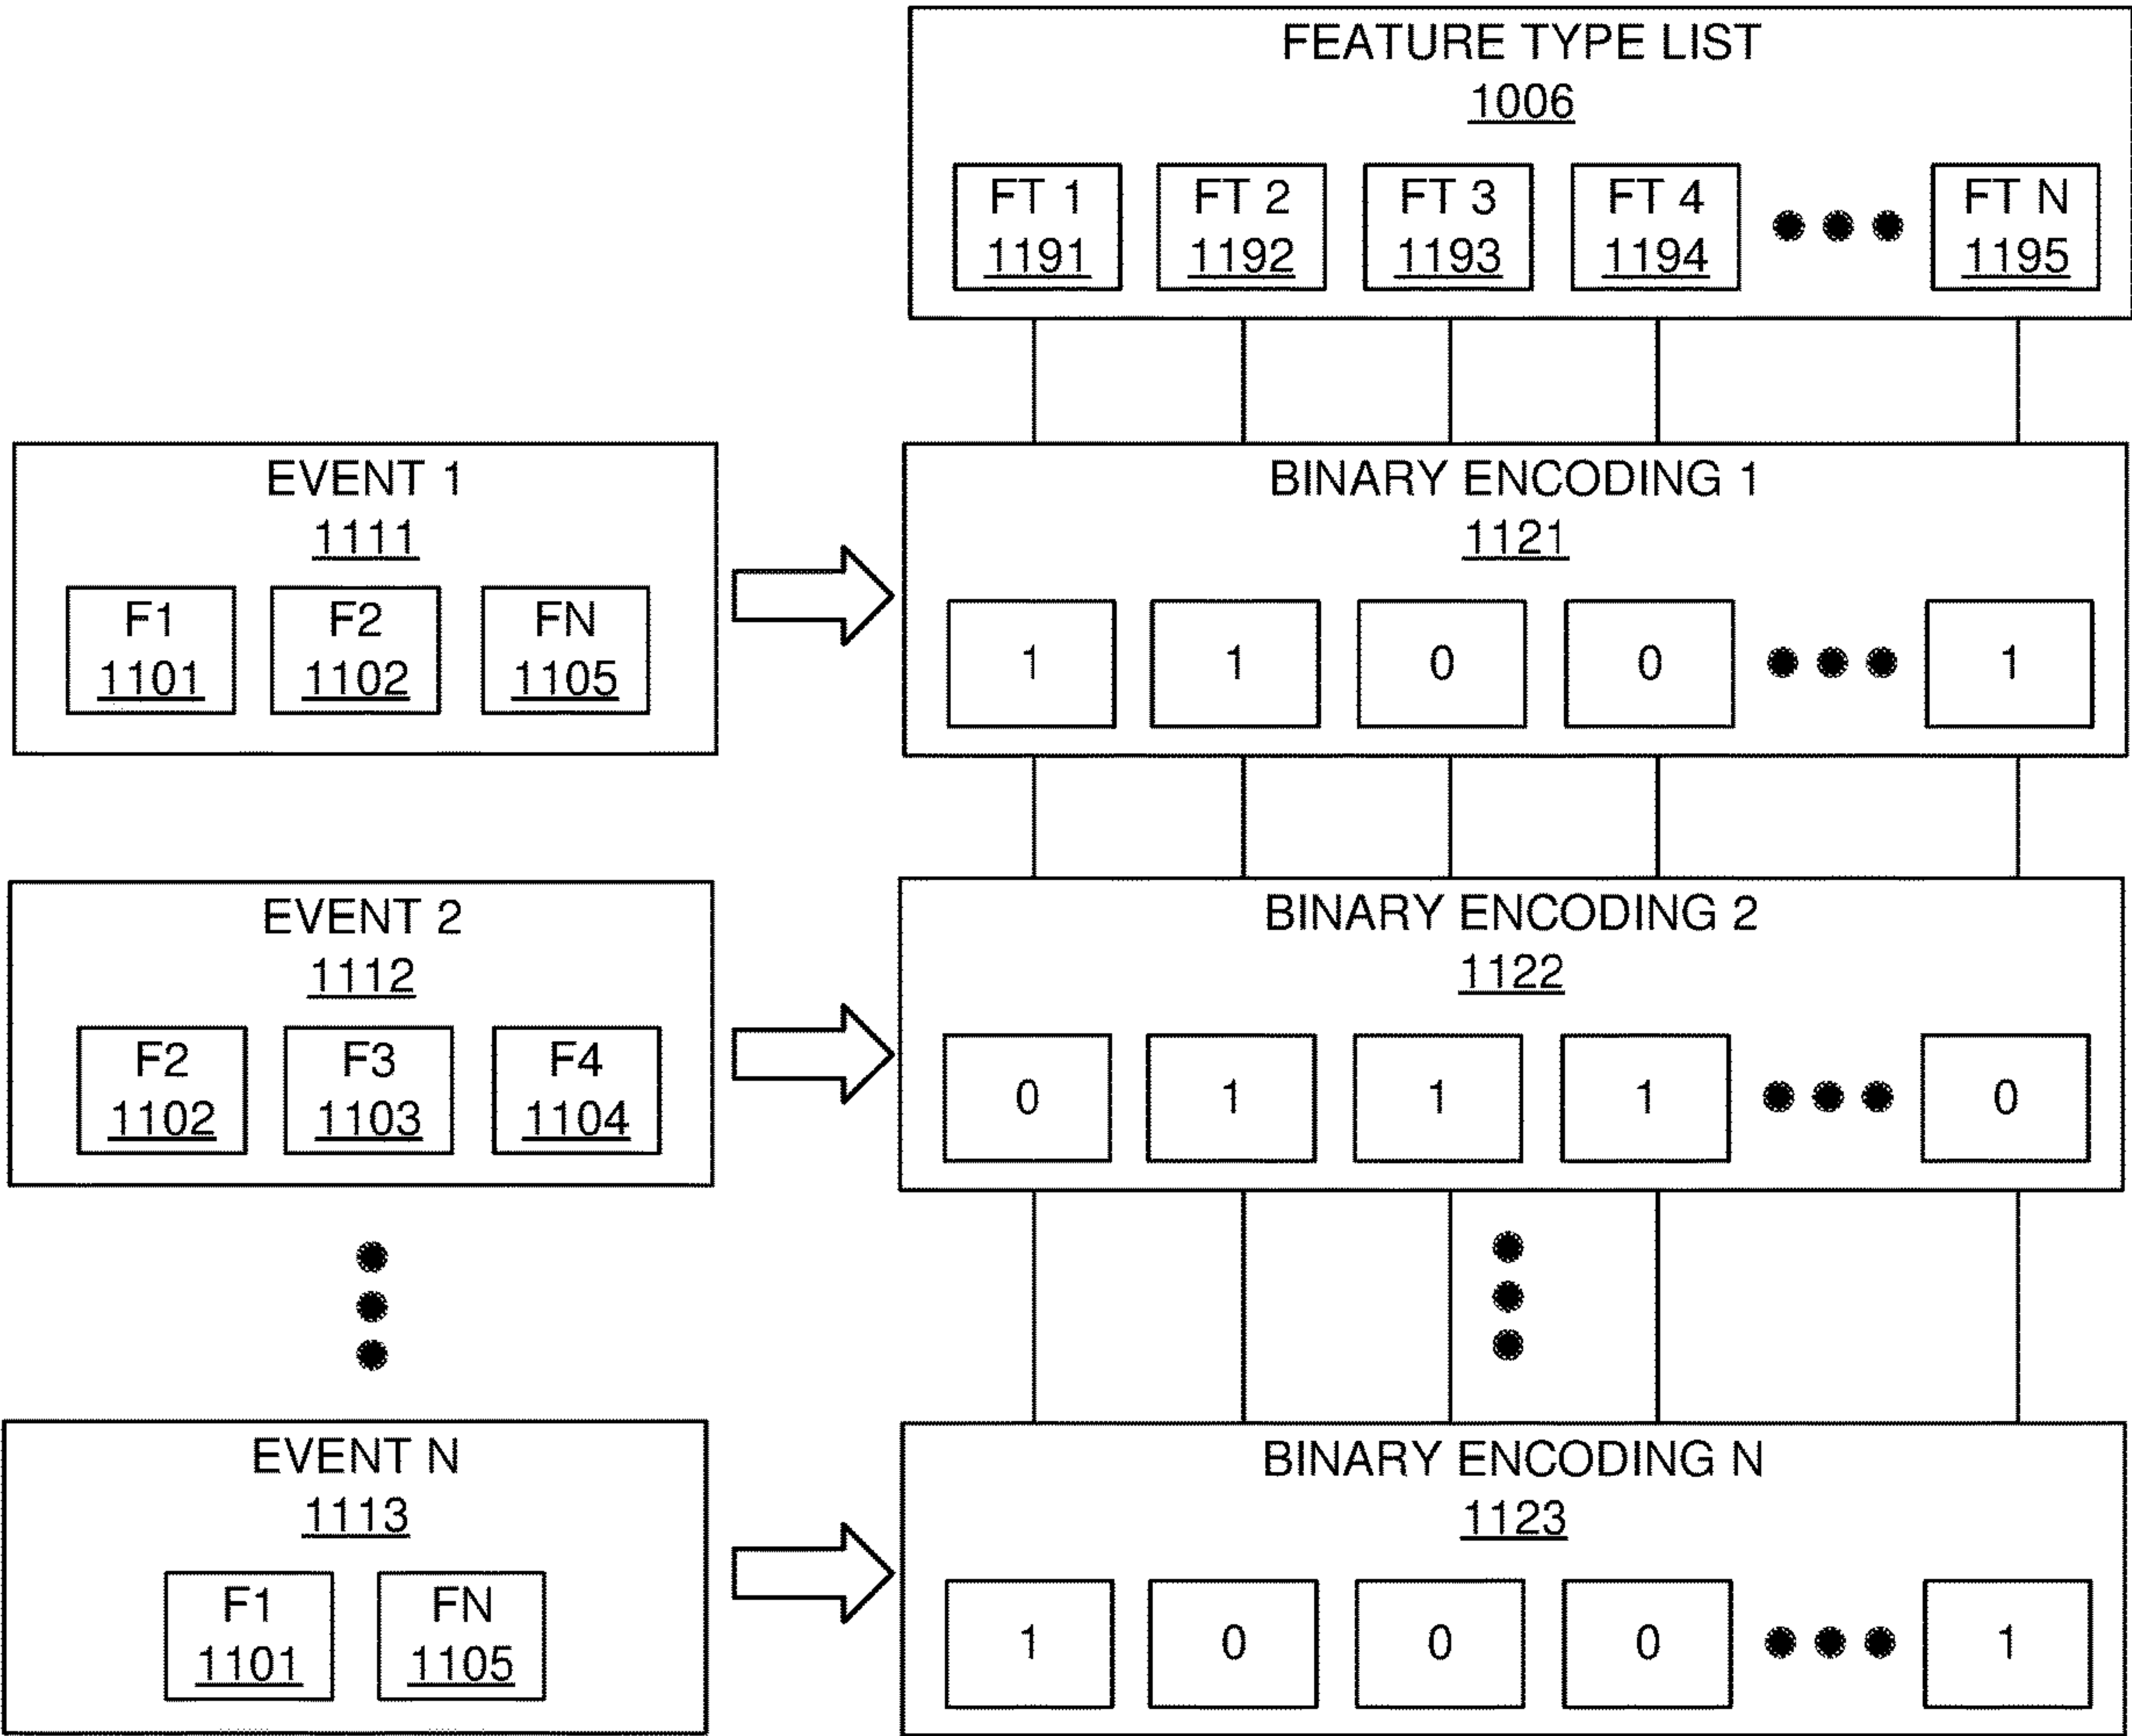 FEATURE TYPE LIST
1006
FT 1 FT 2 FT 3 FT 4 FT N
1191 1192 1193 1194 1195
EVENT 1
1111
F1 F2 FN
1101 1102 1105
BINARY ENCODING 1
1121
1 1 0 0 1
EVENT 2
1112
F2 F3 F4
1102 1103 1104
BINARY ENCODING 2
1122
0 1 1 1 0
EVENT N
1113
F1 FN
1101 1105
BINARY ENCODING N
1123
1 0 0 0 1